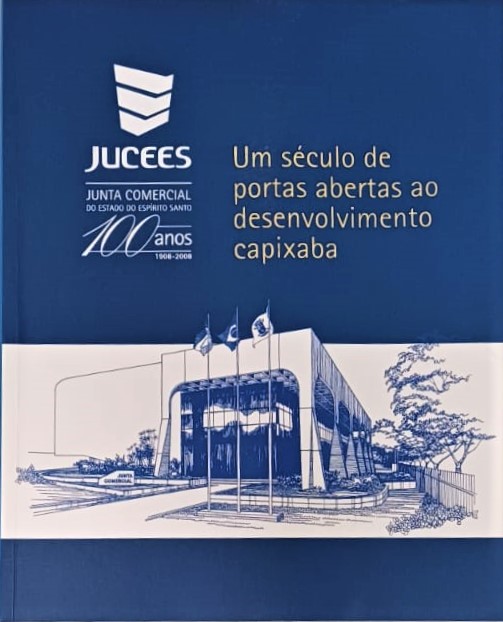 JUCEES
JUNTA COMERCIAL
DO ESTADO DO ESPÍRITO SANTO
100 anos
1908-2008
Um século de
portas abertas ao
desenvolvimento
capixaba
JUNTA
COMERCIAL